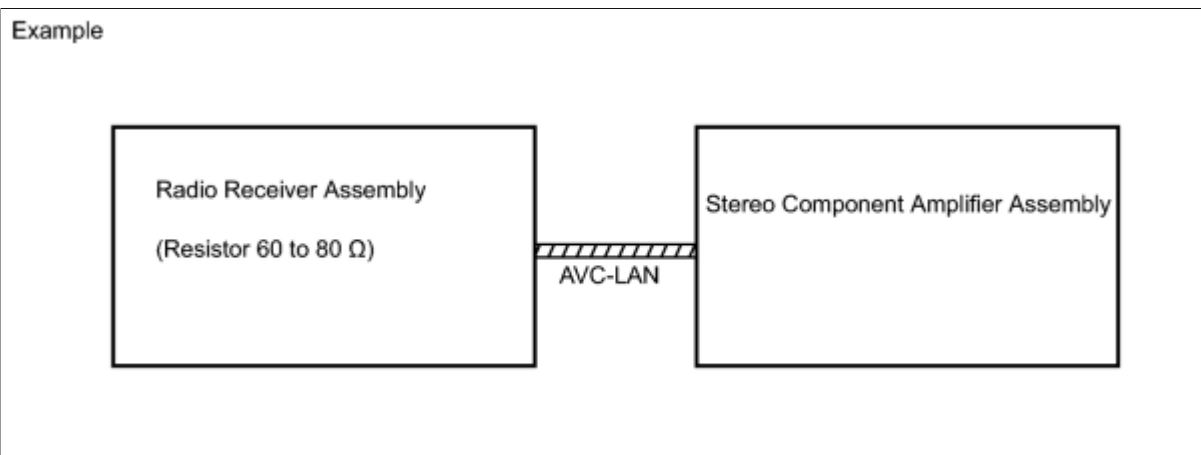 Example
Radio Receiver Assembly
(Resistor 60 to 80 Ω)
Stereo Component Amplifier Assembly
AVC-LAN